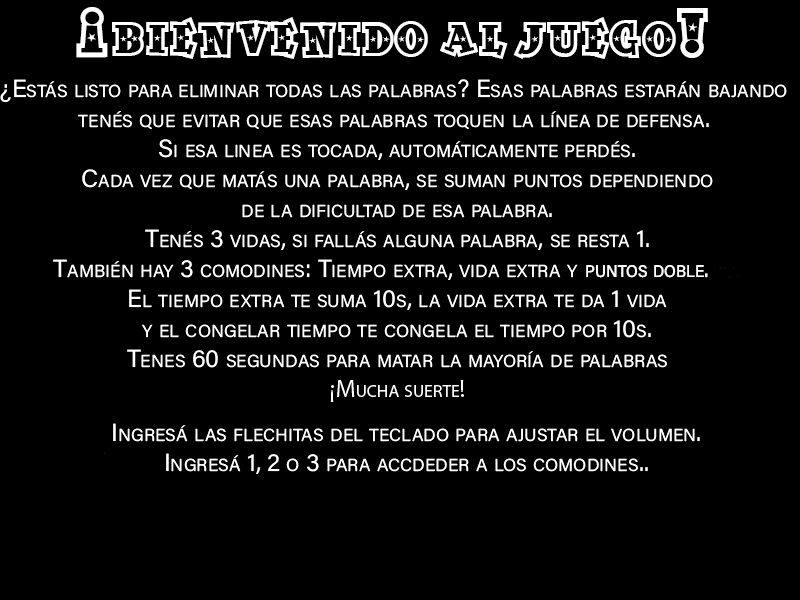 ¡BIENVENIDO AL JUEGO!
¿Estás listo para eliminar todas las palabras? Esas palabras estarán bajando
tenés que evitar que esas palabras toquen la línea de defensa.
Si esa linea es tocada, automáticamente perdés.
Cada vez que matás una palabra, se suman puntos dependiendo
de la dificultad de esa palabra.
Tenés 3 vidas, si fallás alguna palabra, se resta 1.
También hay 3 comodines: Tiempo extra, vida extra y puntos doble.
El tiempo extra te suma 10s, la vida extra te da 1 vida
y el congelar tiempo te congela el tiempo por 10s.
Tenes 60 segundas para matar la mayoría de palabras
¡Mucha suerte!
Ingresá las flechitas del teclado para ajustar el volumen.
Ingresá 1, 2 o 3 para accdeder a los comodines..